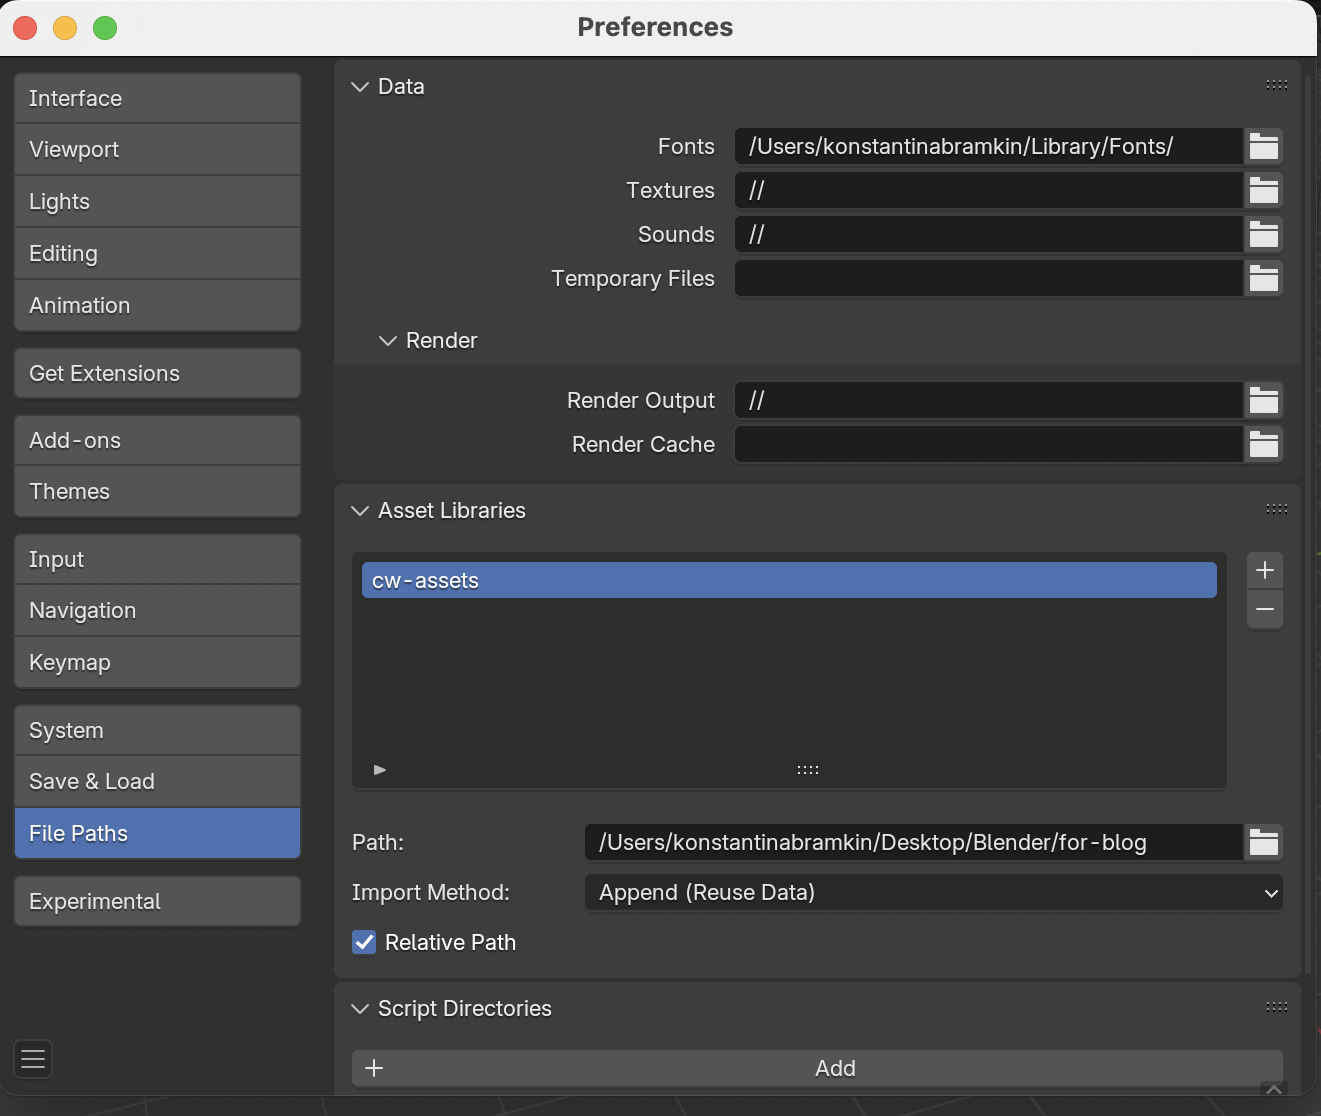 Preferences
Interface
Viewport
Lights
Editing
Animation
Get Extensions
Add-ons
Themes
Input
Navigation
Keymap
System
Save & Load
File Paths
Experimental
Data
Fonts /Users/konstantinabramkin/Library/Fonts/
Textures //
Sounds //
Temporary Files
Render
Render Output //
Render Cache
Asset Libraries
cw-assets
Path: /Users/konstantinabramkin/Desktop/Blender/for-blog
Import Method: Append (Reuse Data)
Relative Path
Script Directories
Add